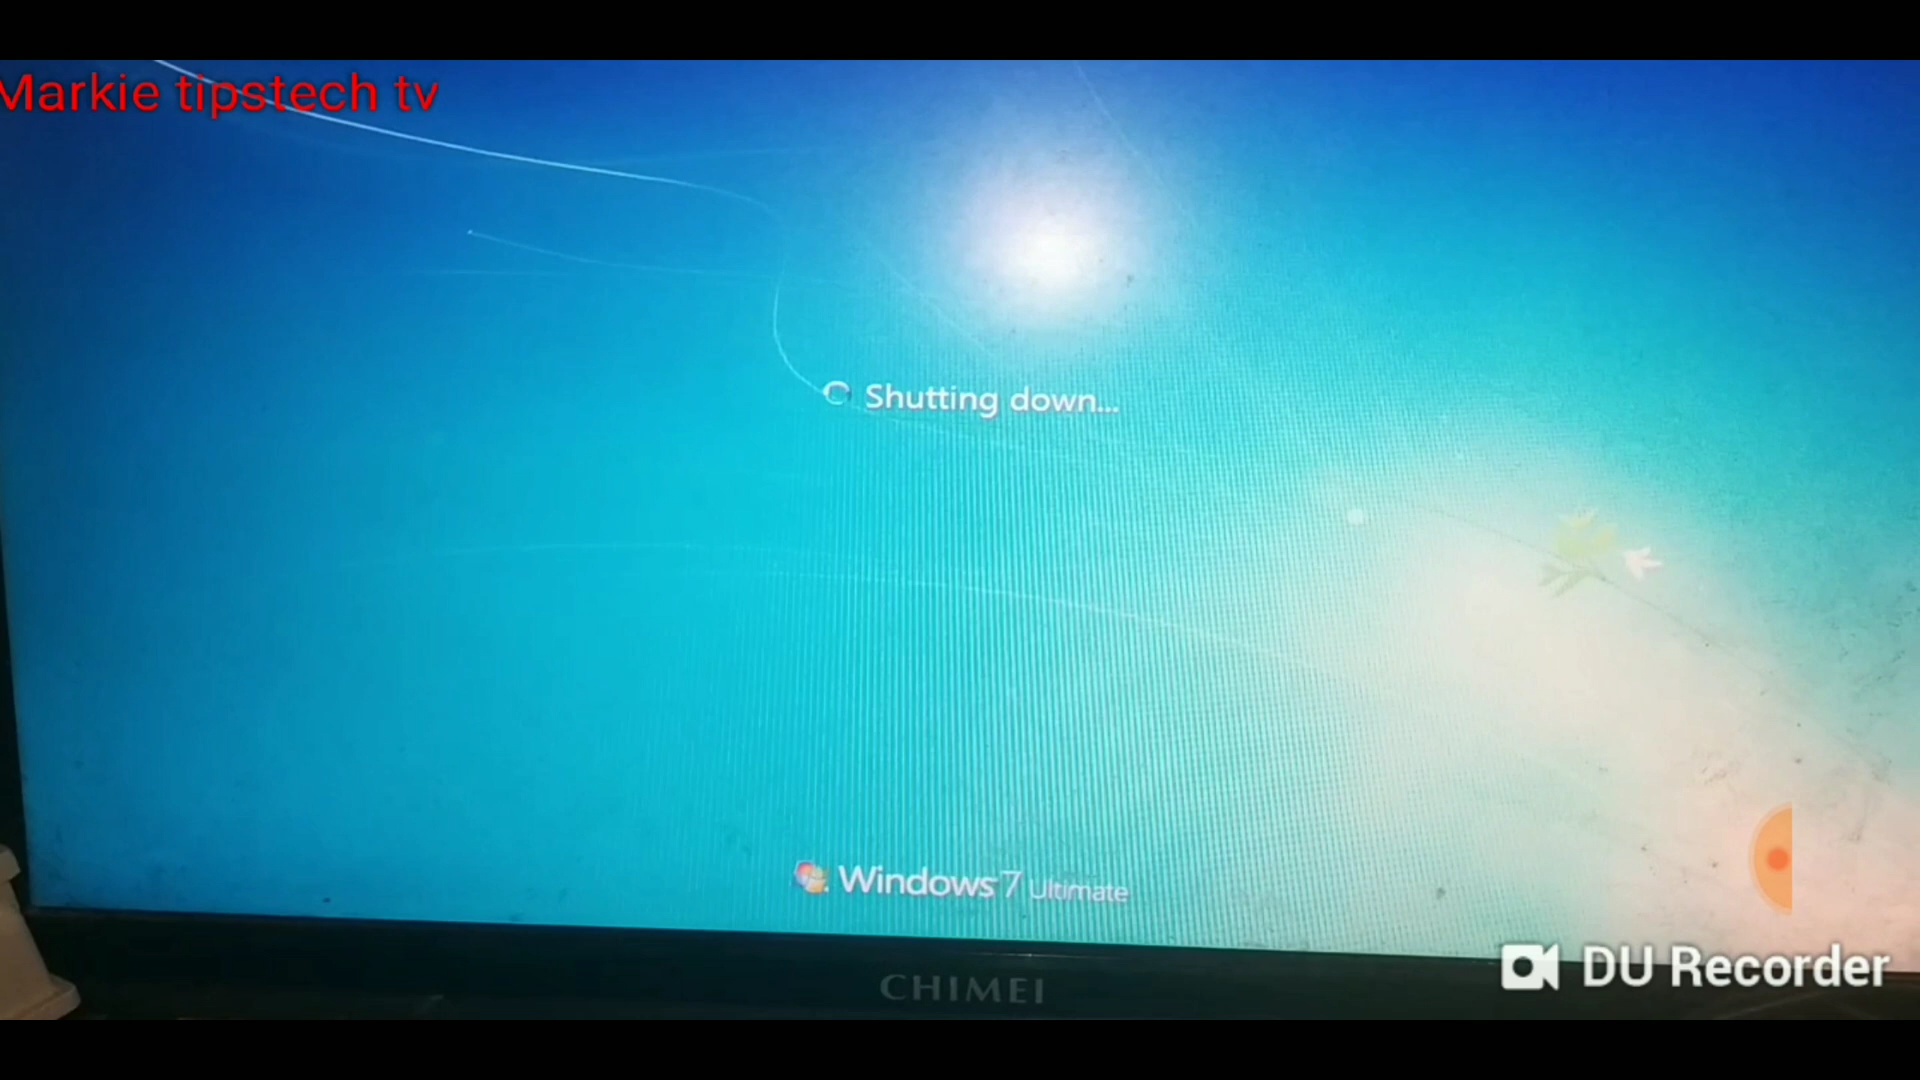 Markie tipstech tv
Shutting down...
Windows 7 Ultimate
CHIMEI
DU Recorder